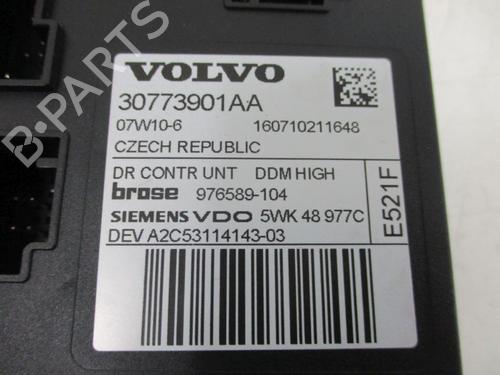 VOLVO
30773901AA
07W10-6 160710211648
CZECH REPUBLIC
DR CONTR UNT DDM HIGH
brose 976589-104
SIEMENS VDO 5WK 48 977C
DEV A2C53114143-03
E521F
B-PARTS